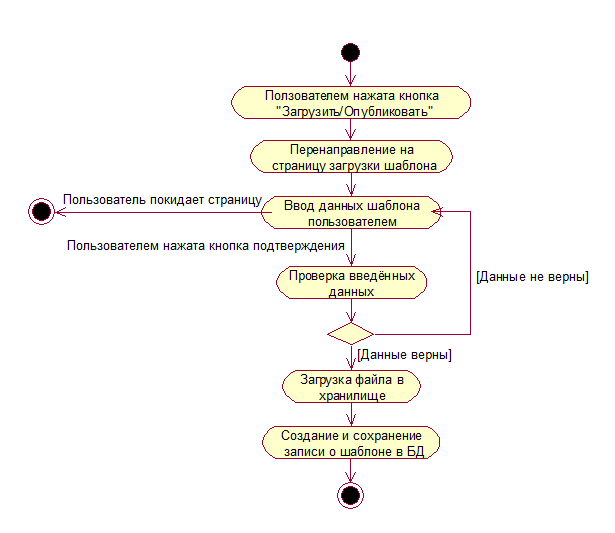 Ползователем нажата кнопка
"Загрузить/Опубликовать"
Перенаправление на
страницу загрузки шаблона
Пользователь покидает страницу
Ввод данных шаблона
пользователем
Пользователем нажата кнопка подтверждения
Проверка введённых
данных
[Данные не верны]
[Данные верны]
Загрузка файла в
хранилище
Создание и сохранение
записи о шаблоне в БД